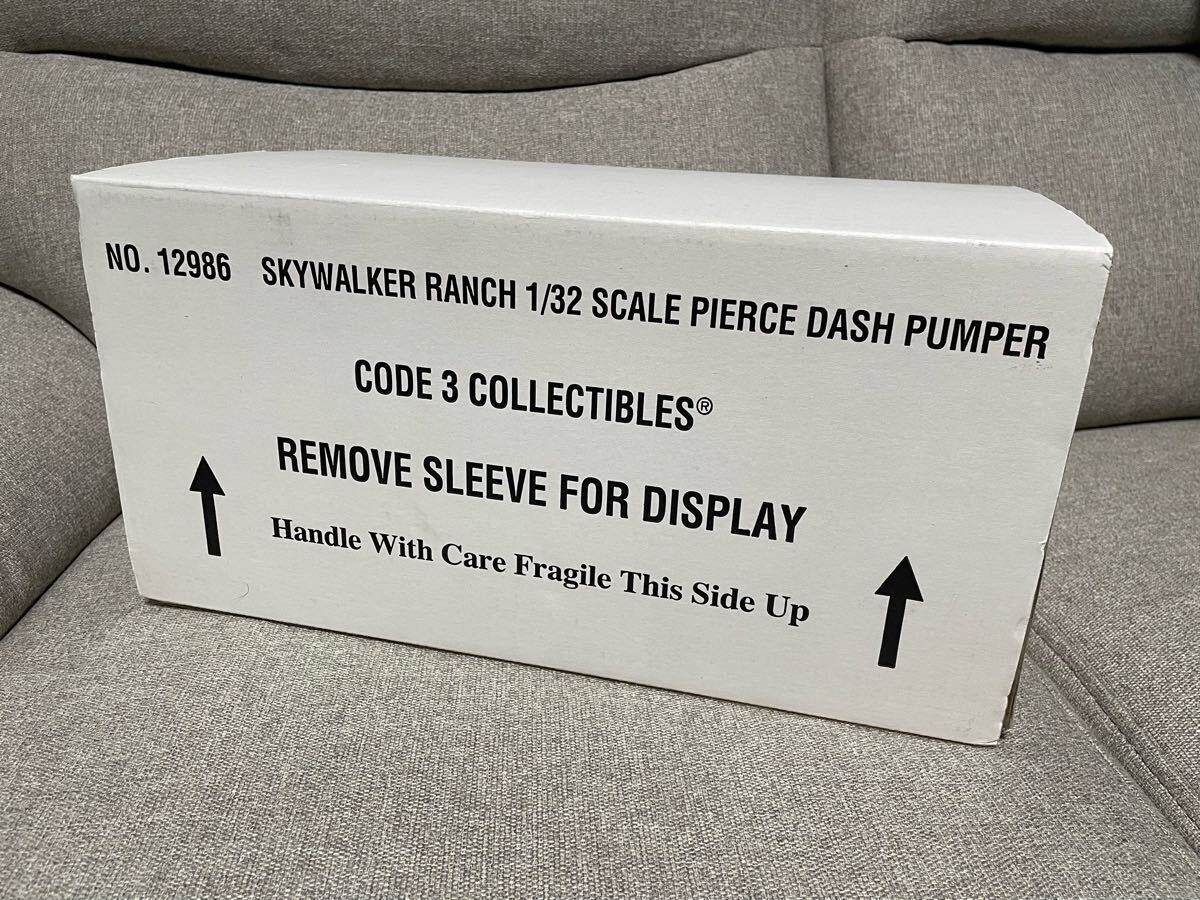 NO. 12986 SKYWALKER RANCH 1/32 SCALE PIERCE DASH PUMPER
CODE 3 COLLECTIBLES®
REMOVE SLEEVE FOR DISPLAY
Handle With Care Fragile This Side Up